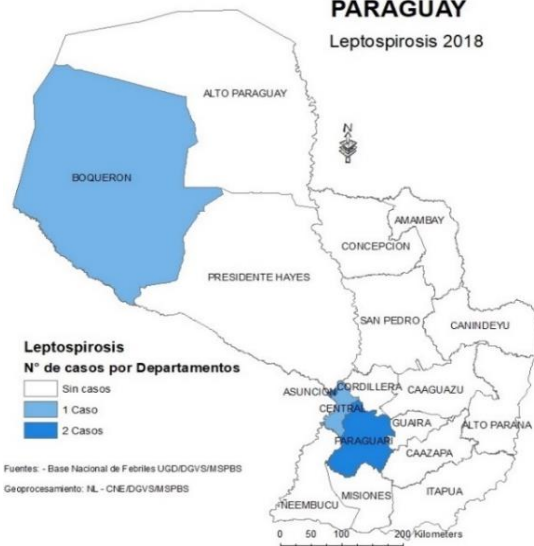 PARAGUAY
Leptospirosis 2018
ALTO PARAGUAY
N
BOQUERON
AMAMBAY
CONCEPCION
PRESIDENTE HAYES
SAN PEDRO
CANINDEYU
Leptospirosis
N° de casos por Departamentos
Sin casos
1 Caso
2 Casos
ASUNCION
CORDILLERA
CAAGUAZU
CENTRAL
GUAIRA
ALTO PARANA
PARAGUARI
CAAZAPA
Fuentes: - Base Nacional de Febriles UGD/DGVS/MSPBS
Geoprocesamiento: NL - CNE/DGVS/MSPBS
MISIONES
ITAPUA
ÑEEMBUCU
0 50 100 200 Kilometers